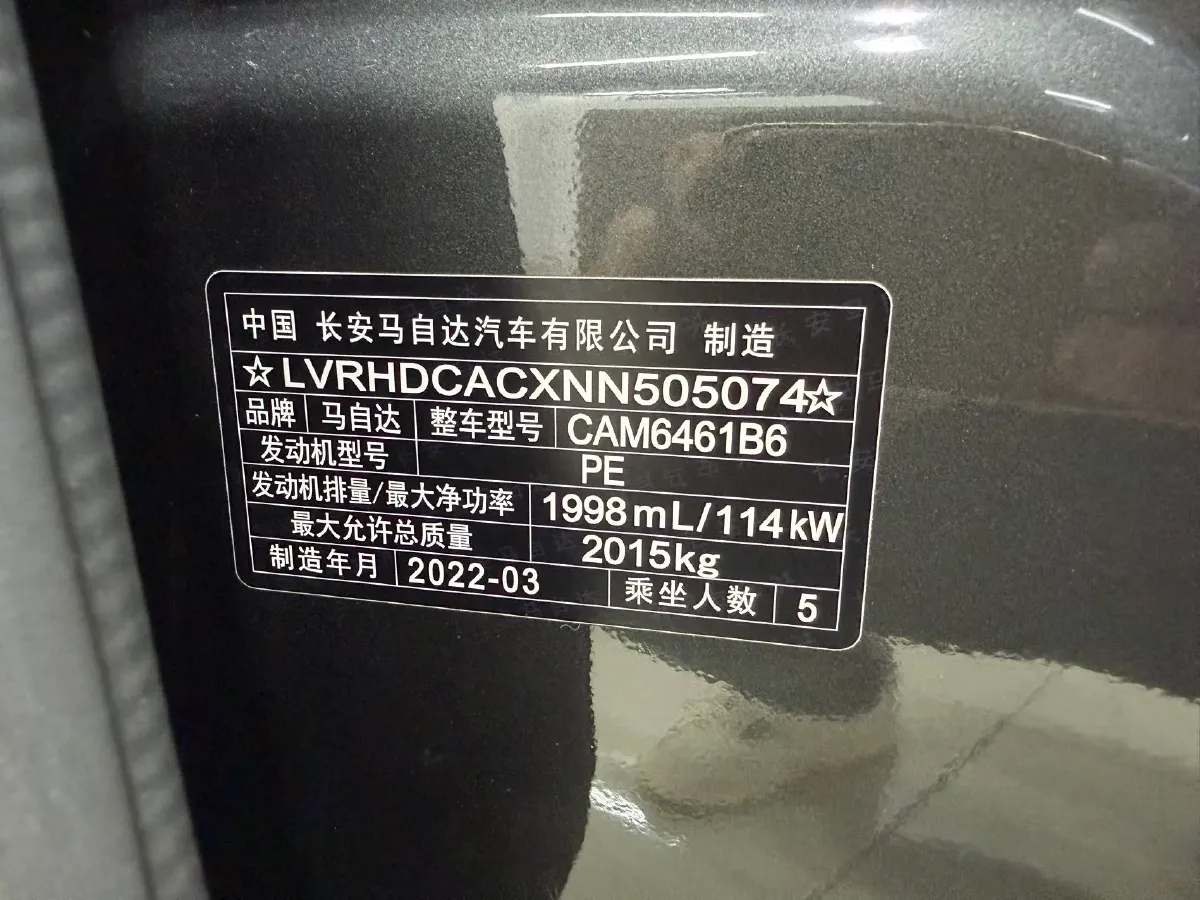 中国 长安马自达汽车有限公司 制造
☆LVRHDCACXNN505074☆
品牌 马自达 整车型号 CAM6461B6
发动机型号 PE
发动机排量/最大净功率 1998mL/114kW
最大允许总质量 2015kg
制造年月 2022-03 乘坐人数 5